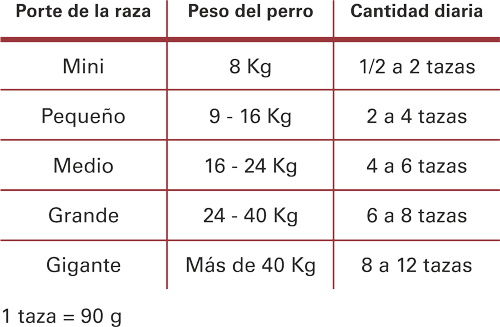 Porte de la raza Peso del perro Cantidad diaria
Mini 8 Kg 1/2 a 2 tazas
Pequeño 9 - 16 Kg 2 a 4 tazas
Medio 16 - 24 Kg 4 a 6 tazas
Grande 24 - 40 Kg 6 a 8 tazas
Gigante Más de 40 Kg 8 a 12 tazas
1 taza = 90 g